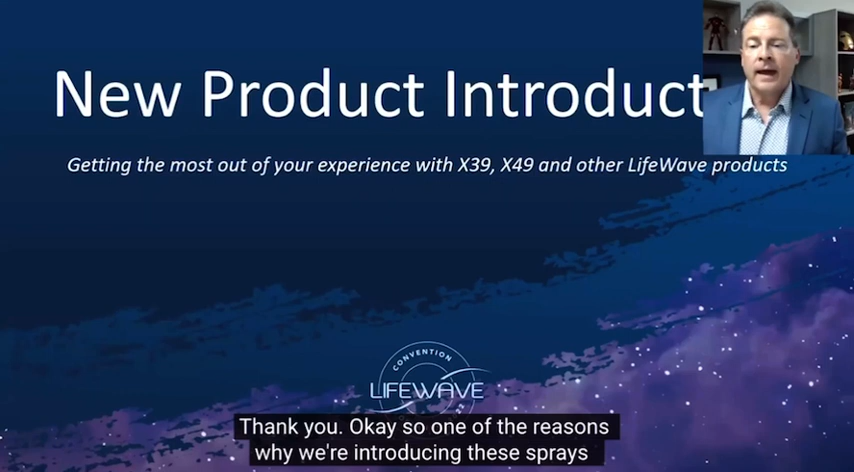 New Product Introduct
Getting the most out of your experience with X39, X49 and other LifeWave products
CONVENTION
LIFEWAVE
Thank you. Okay so one of the reasons
why we're introducing these sprays